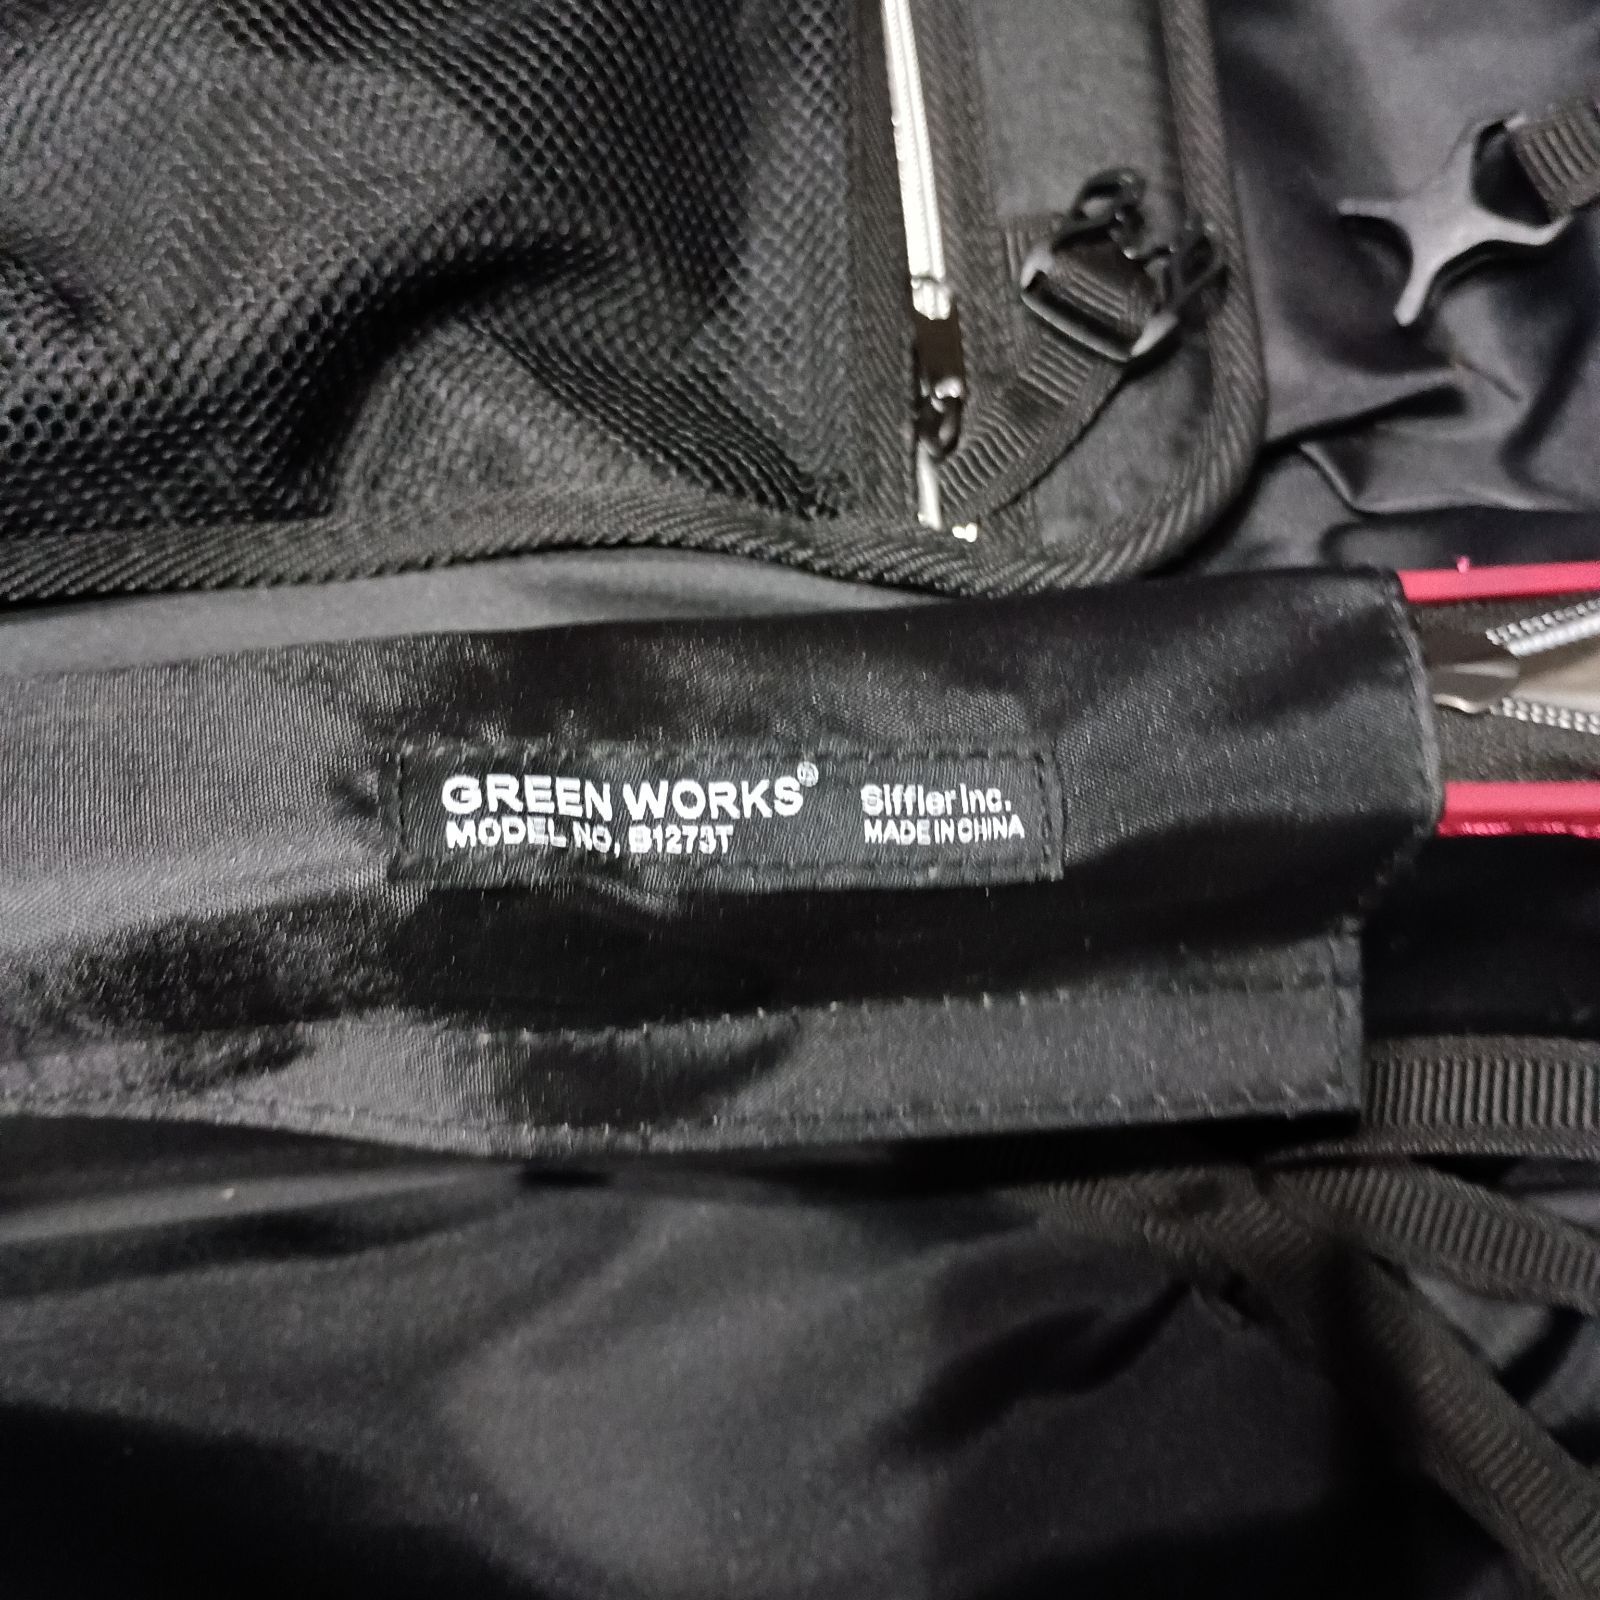 GREEN WORKS®
MODEL NO, B1273T
Siffler Inc.
MADE IN CHINA